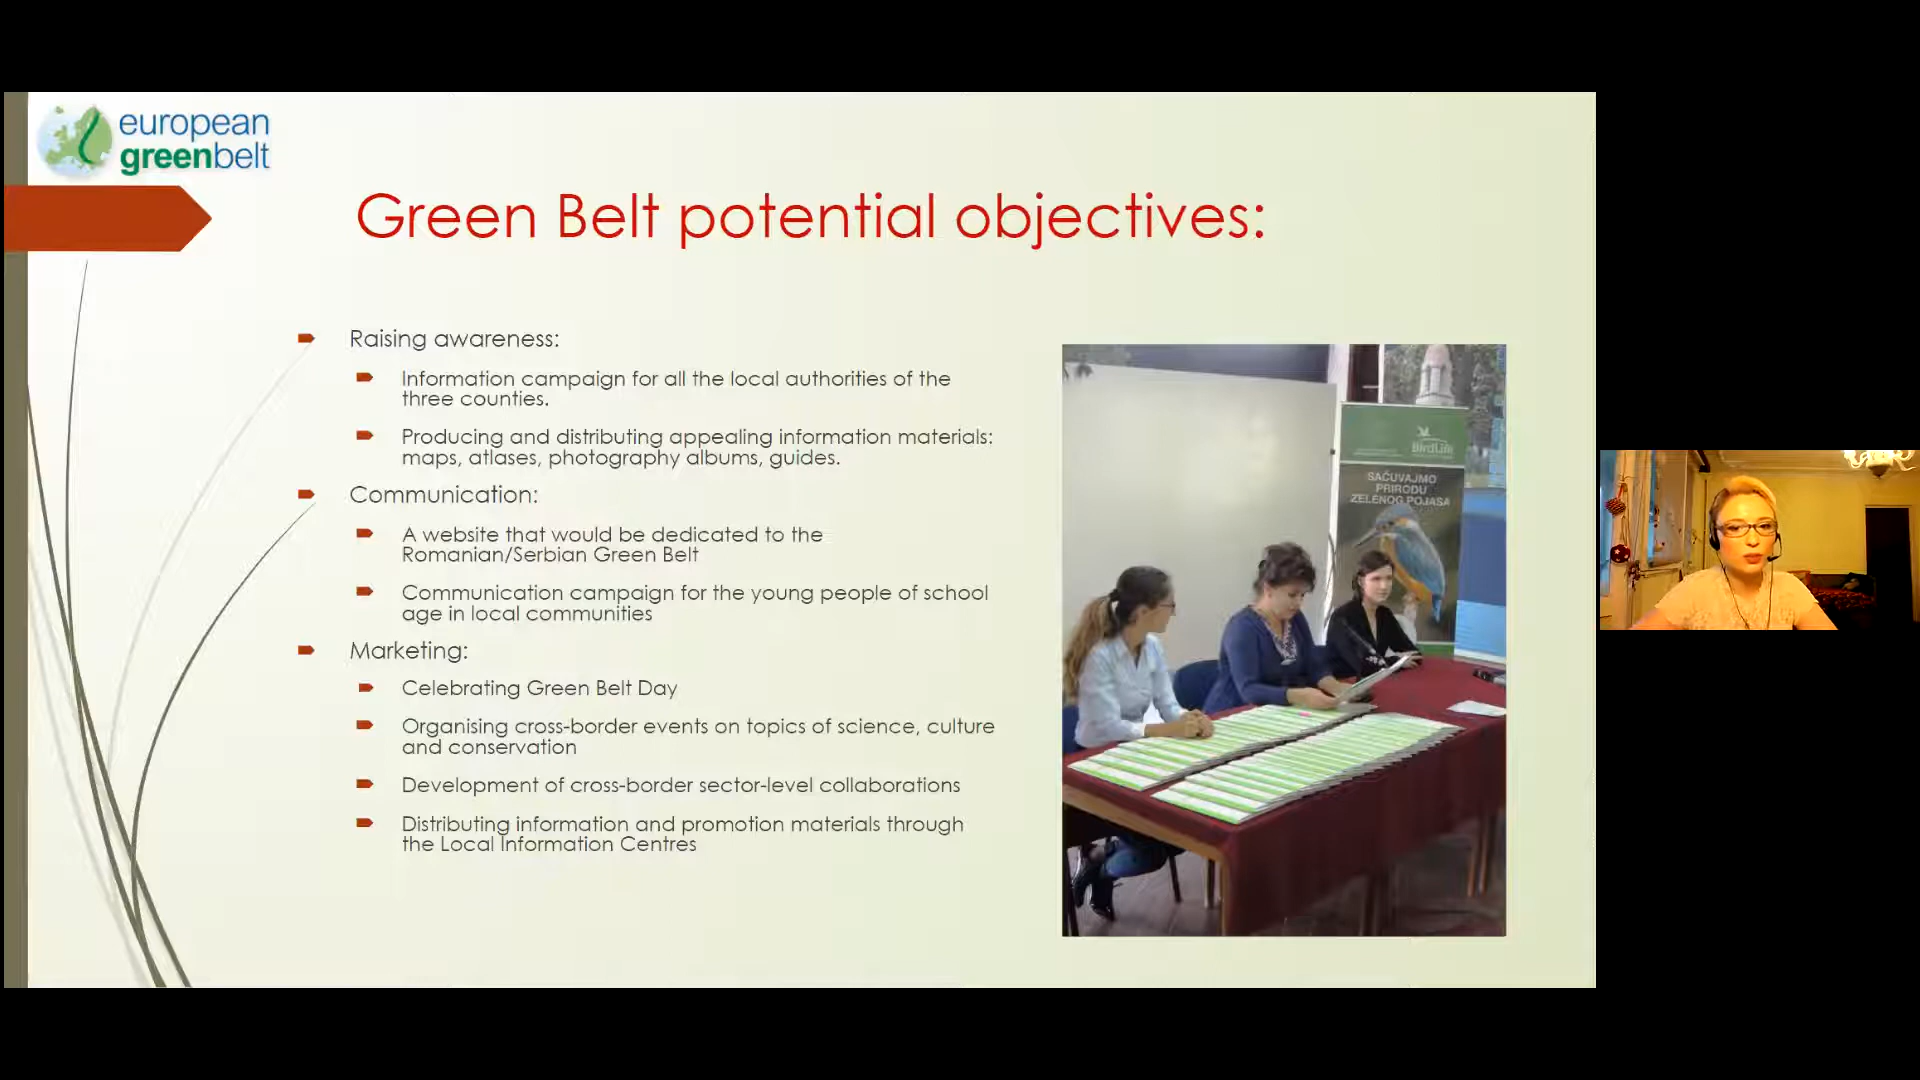 european
greenbelt
Green Belt potential objectives:
Raising awareness:
Information campaign for all the local authorities of the
three counties.
Producing and distributing appealing information materials:
maps, atlases, photography albums, guides.
Communication:
A website that would be dedicated to the
Romanian/Serbian Green Belt
Communication campaign for the young people of school
age in local communities
Marketing:
Celebrating Green Belt Day
Organising cross-border events on topics of science, culture
and conservation
Development of cross-border sector-level collaborations
Distributing information and promotion materials through
the Local Information Centres
BirdLife
SAČUVAJMO
PRIRODU
ZELENOG POJASA